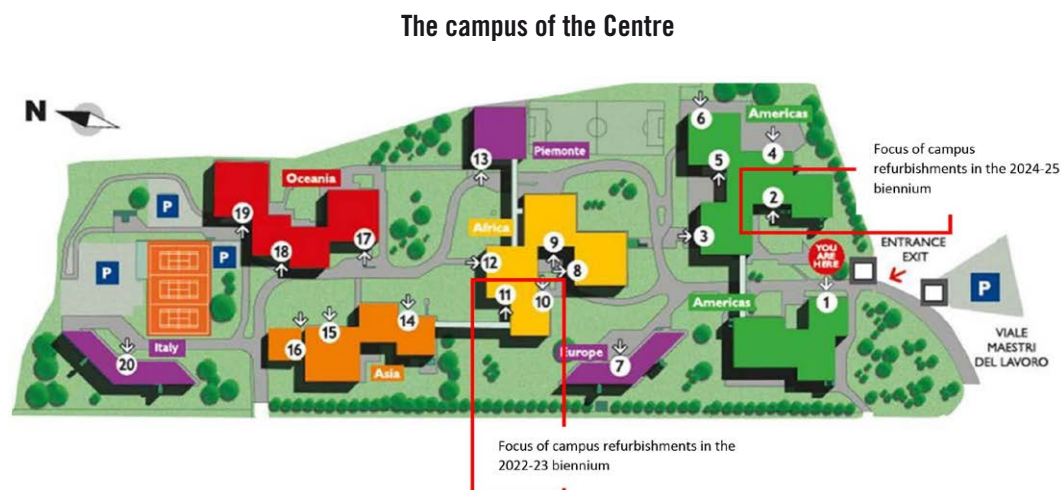 The campus of the Centre
N
Americas
6
4
5
Piemonte
13
Focus of campus
refurbishments in the 2024-25
biennium
Oceania
P
2
19
Africa
17
18
9
3
12
8
YOU
ARE
HERE
ENTRANCE
EXIT
P
P
P
11
10
Americas
1
14
15
16
Italy
20
Asia
Europe
7
VIALE
MAESTRI
DEL LAVORO
Focus of campus refurbishments in the
2022-23 biennium